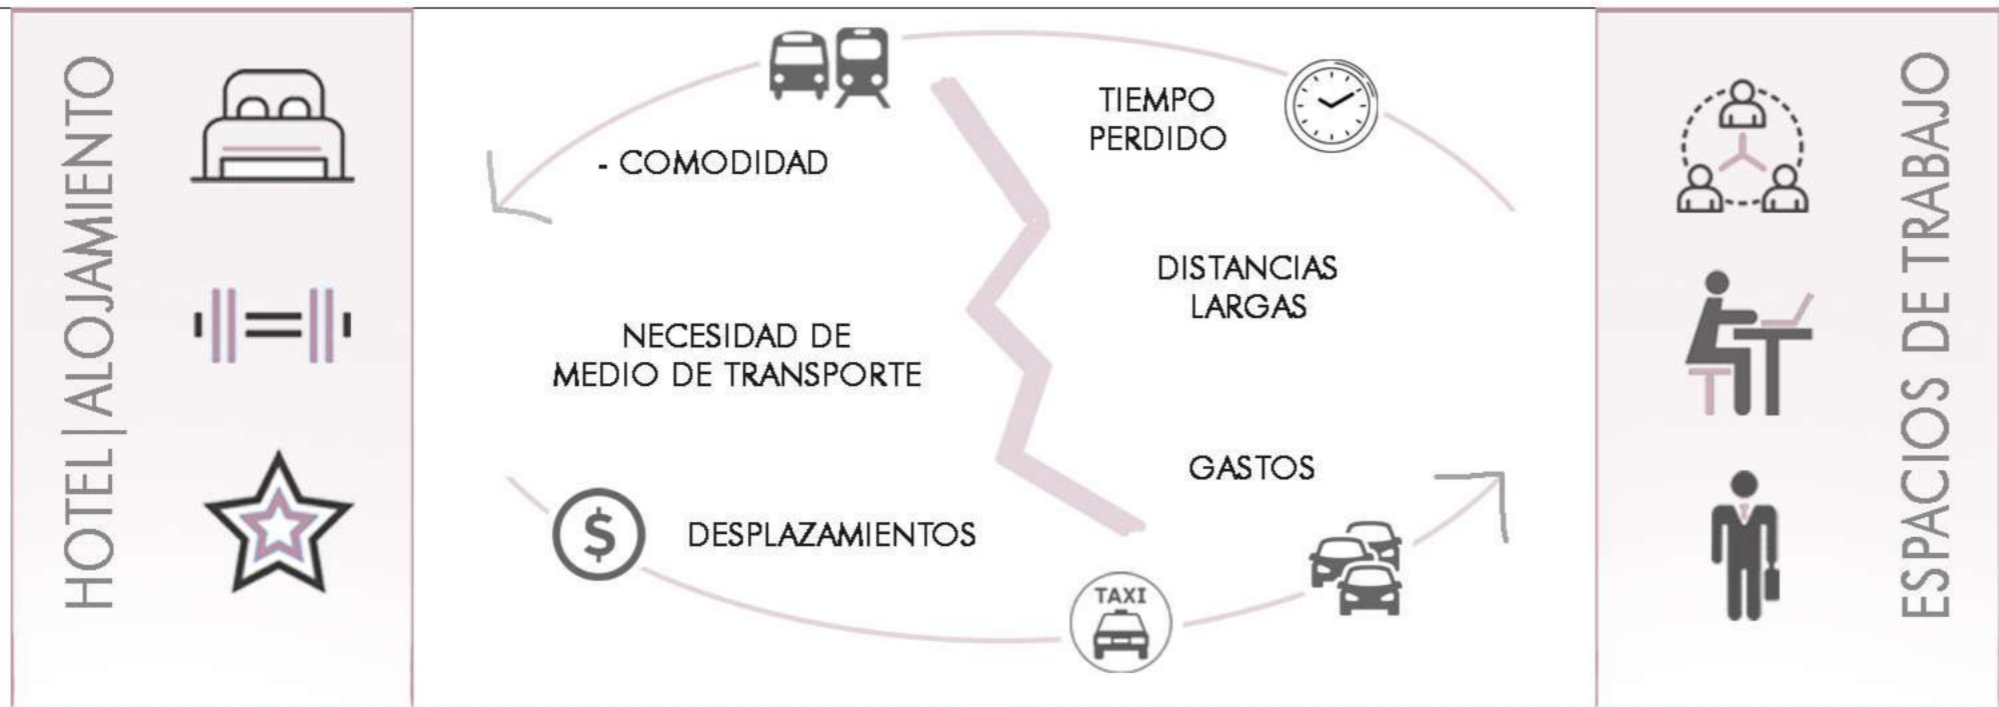 HOTEL|ALOJAMIENTO
- COMODIDAD
NECESIDAD DE
MEDIO DE TRANSPORTE
$
DESPLAZAMIENTOS
TIEMPO
PERDIDO
DISTANCIAS
LARGAS
GASTOS
TAXI
ESPACIOS DE TRABAJO